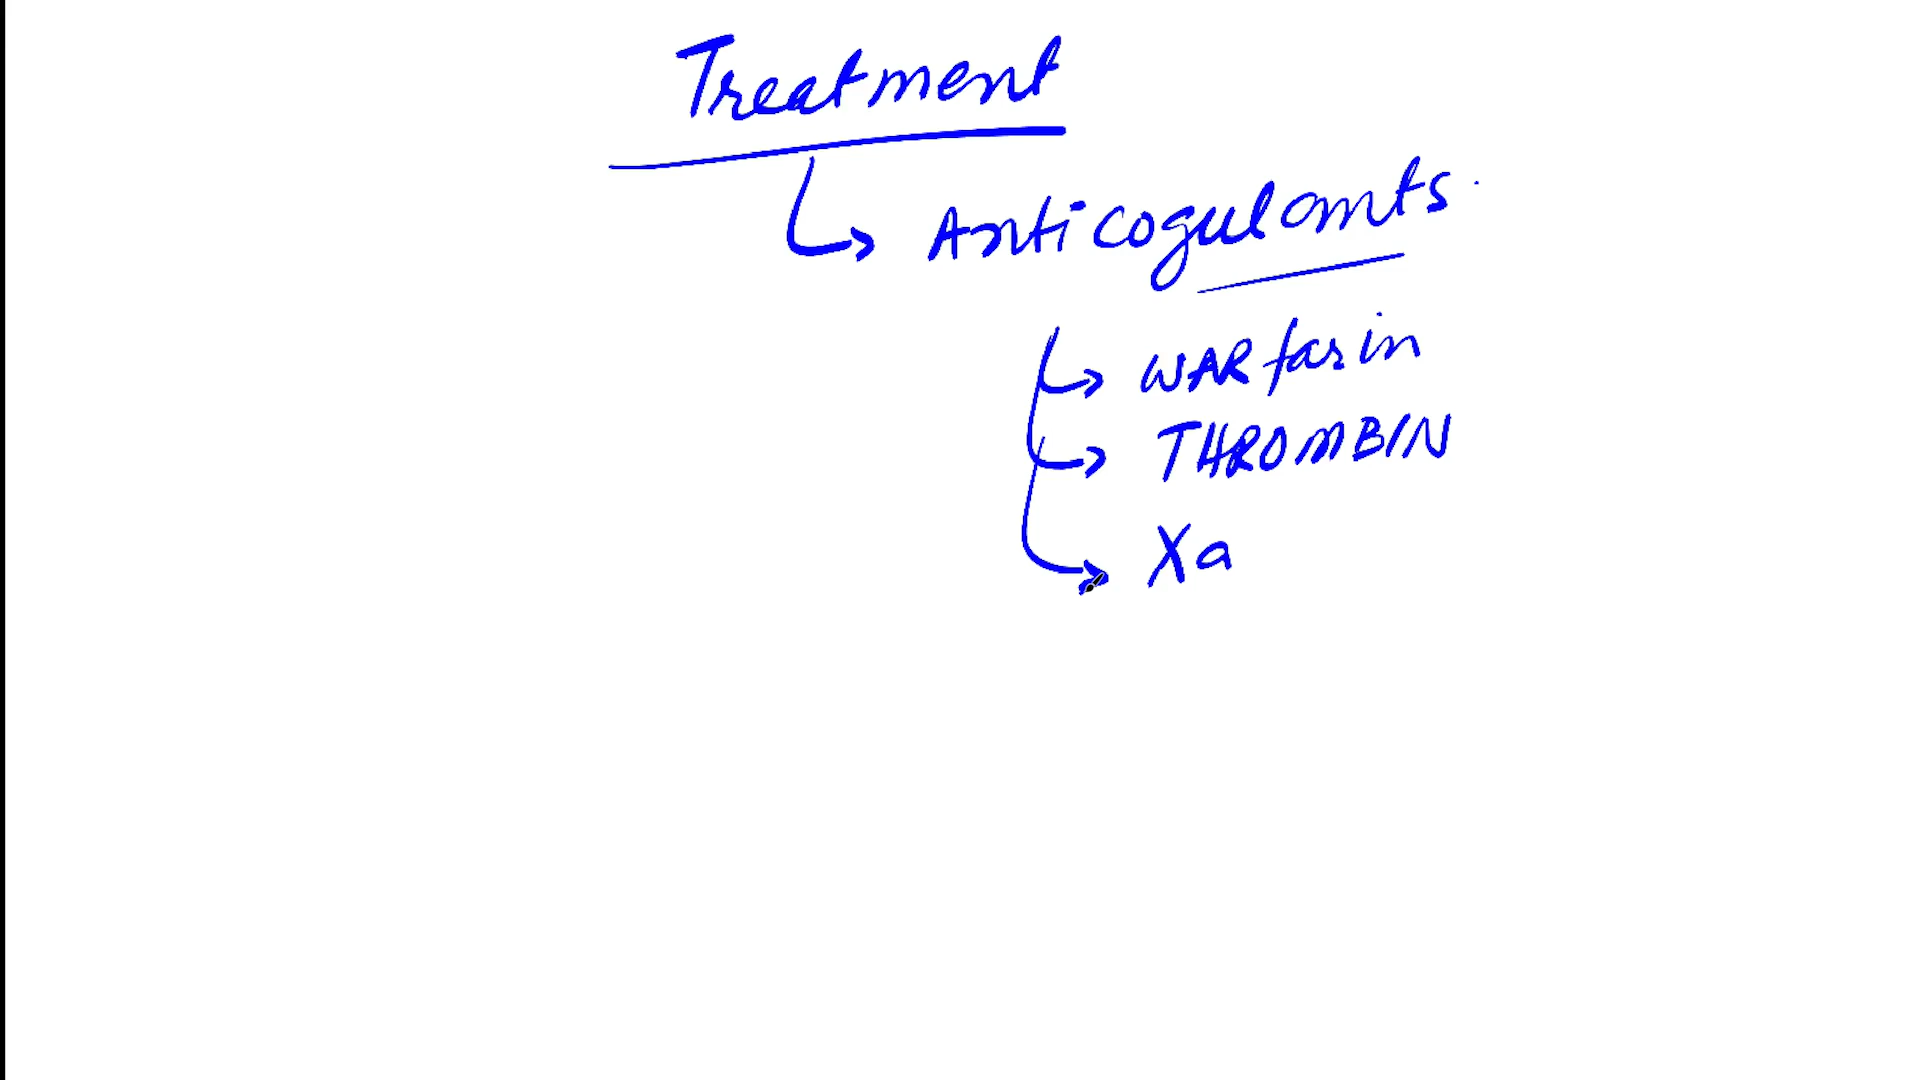 Treatment
Anticogulants
WARfarin
THROMBIN
Xa